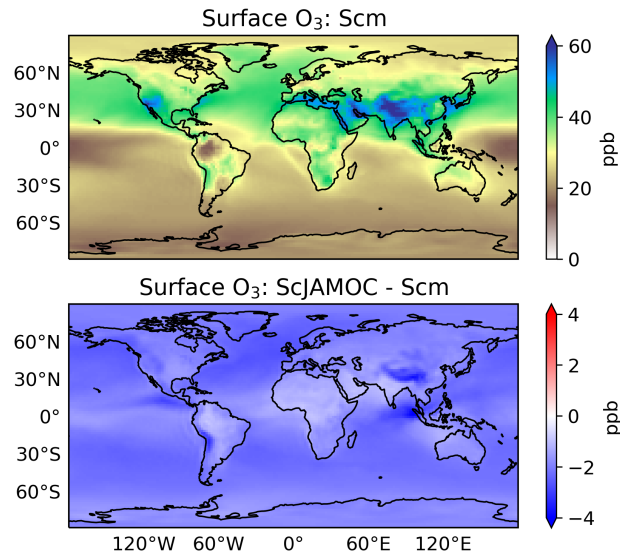 Surface O₃: Scm
60°N
30°N
0°
30°S
60°S
60
40
20
0
ppb
Surface O₃: ScJAMOC - Scm
60°N
30°N
0°
30°S
60°S
4
2
0
−2
−4
ppb
120°W 60°W 0° 60°E 120°E